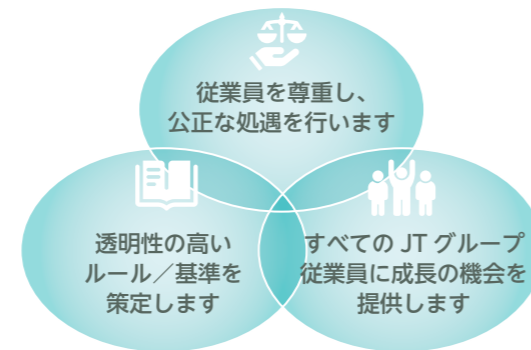 従業員を尊重し、
公正な処遇を行います
透明性の高い
ルール／基準を
策定します
すべての JT グループ
従業員に成長の機会を
提供します